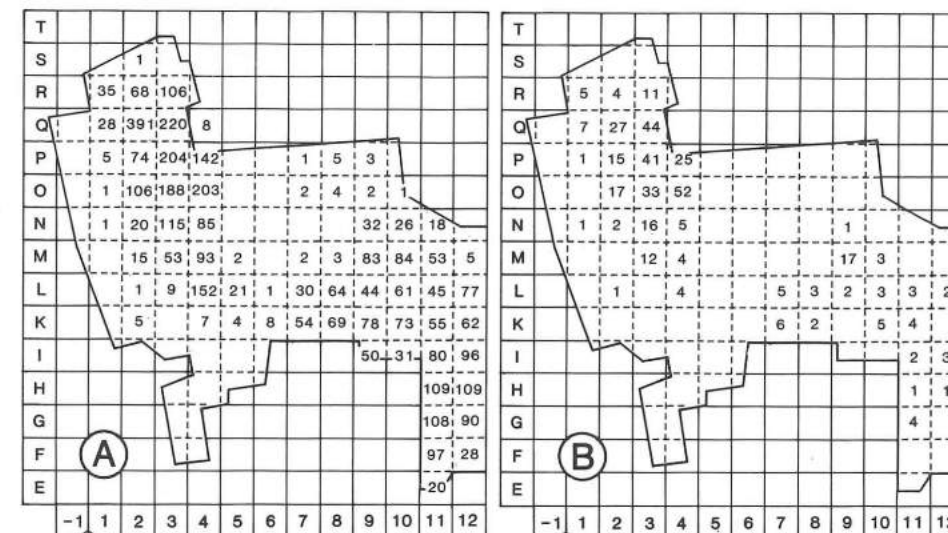 T T
S 1 S
R 35 68 106 R 5 4 11
Q 28 391 220 8 Q 7 27 44
P 5 74 204 142 1 5 3 P 1 15 41 25
O 1 106 188 203 2 4 2 1 O 17 33 52
N 1 20 115 85 32 26 18 N 1 2 16 5 1
M 15 53 93 2 2 3 83 84 53 5 M 12 4 17 3
L 1 9 152 21 1 30 64 44 61 45 77 L 1 4 5 3 2 3 3 2
K 5 7 4 8 54 69 78 73 55 62 K 6 2 5 4
I 50 31 80 96 I 2 3
H 109 109 H 1 1
G 108 90 G 4
F A 97 28 F B
E 20 E
-1 1 2 3 4 5 6 7 8 9 10 11 12 -1 1 2 3 4 5 6 7 8 9 10 11